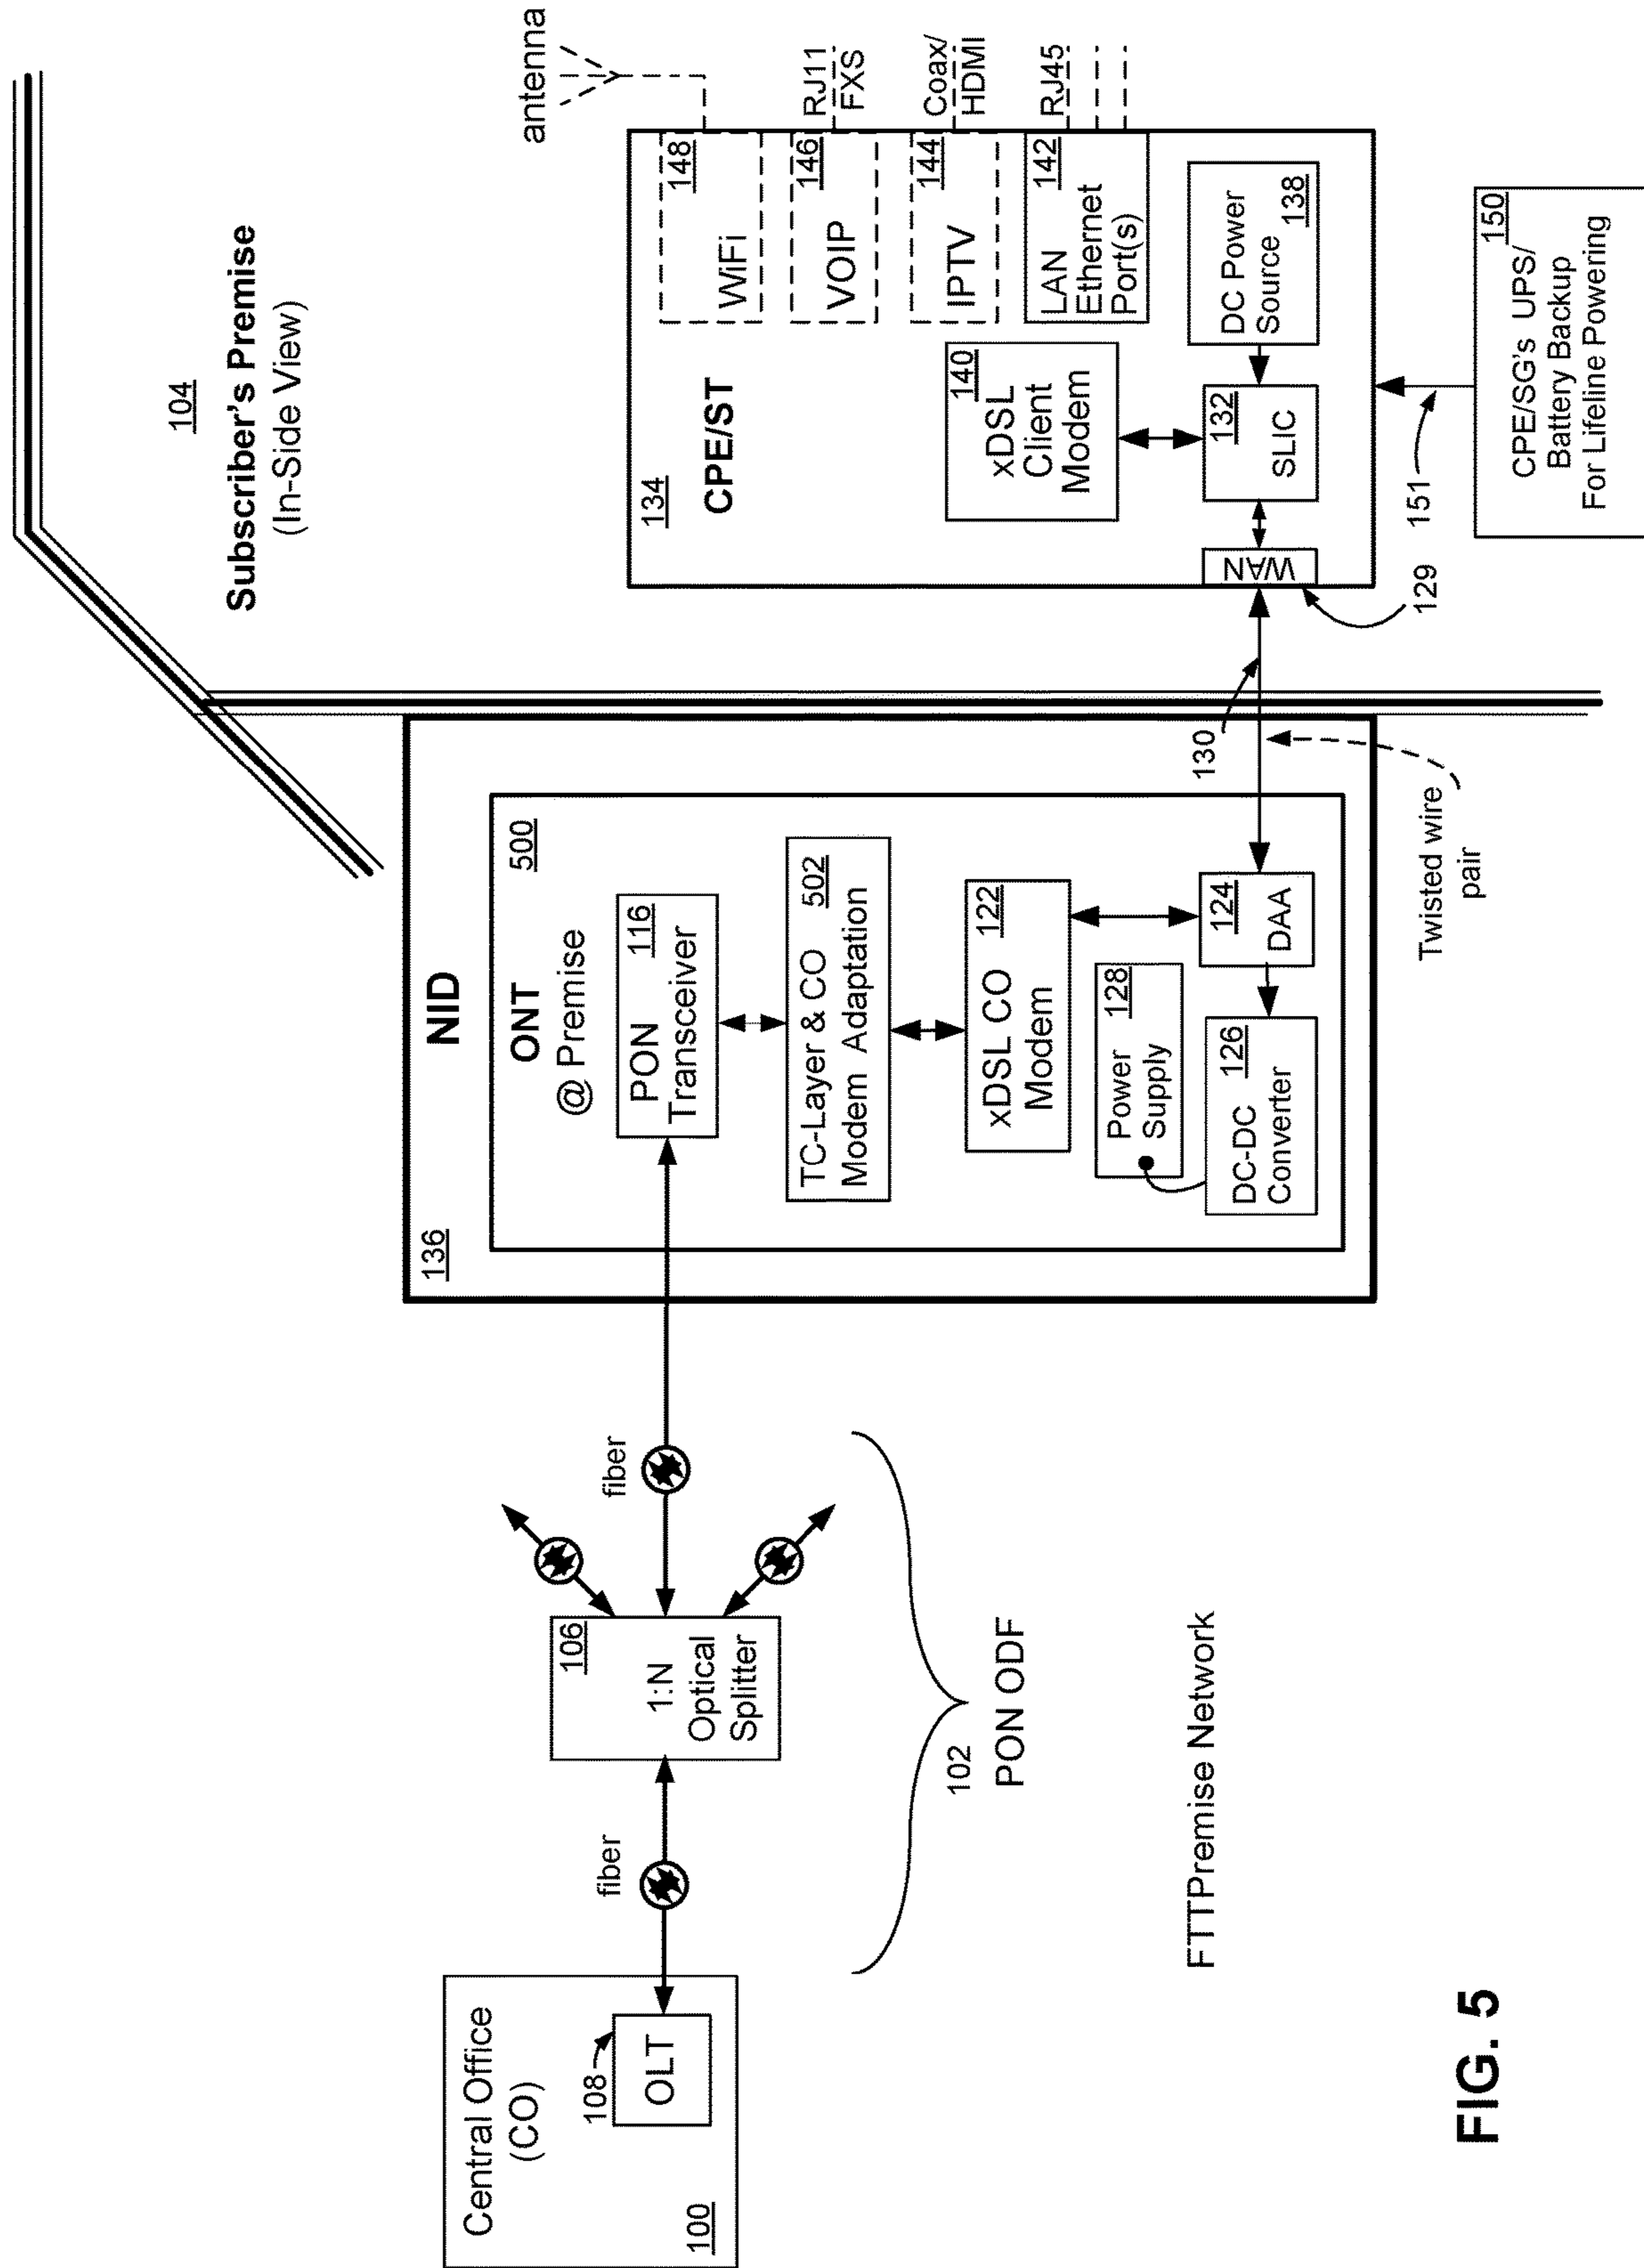 Central Office
(CO)
108
OLT
100
fiber
106
1:N
Optical
Splitter
fiber
102
PON ODF
FTTPremise Network
NID
136
ONT
500
@ Premise
PON
116
Transceiver
TC-Layer & CO
502
Modem Adaptation
xDSL CO
122
Modem
Power
128
Supply
DC-DC
126
Converter
124
DAA
130
Twisted wire
pair
104
Subscriber's Premise
(In-Side View)
134
CPE/ST
antenna
148
WiFi
146
VOIP
RJ11
FXS
144
IPTV
Coax/
HDMI
142
LAN
Ethernet
Port(s)
RJ45
140
xDSL
Client
Modem
DC Power
Source
138
132
SLIC
WAN
129
151
150
CPE/SG's UPS/
Battery Backup
For Lifeline Powering
FIG. 5